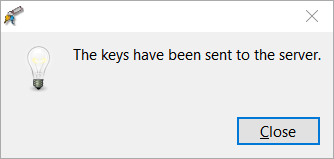 The keys have been sent to the server.
Close